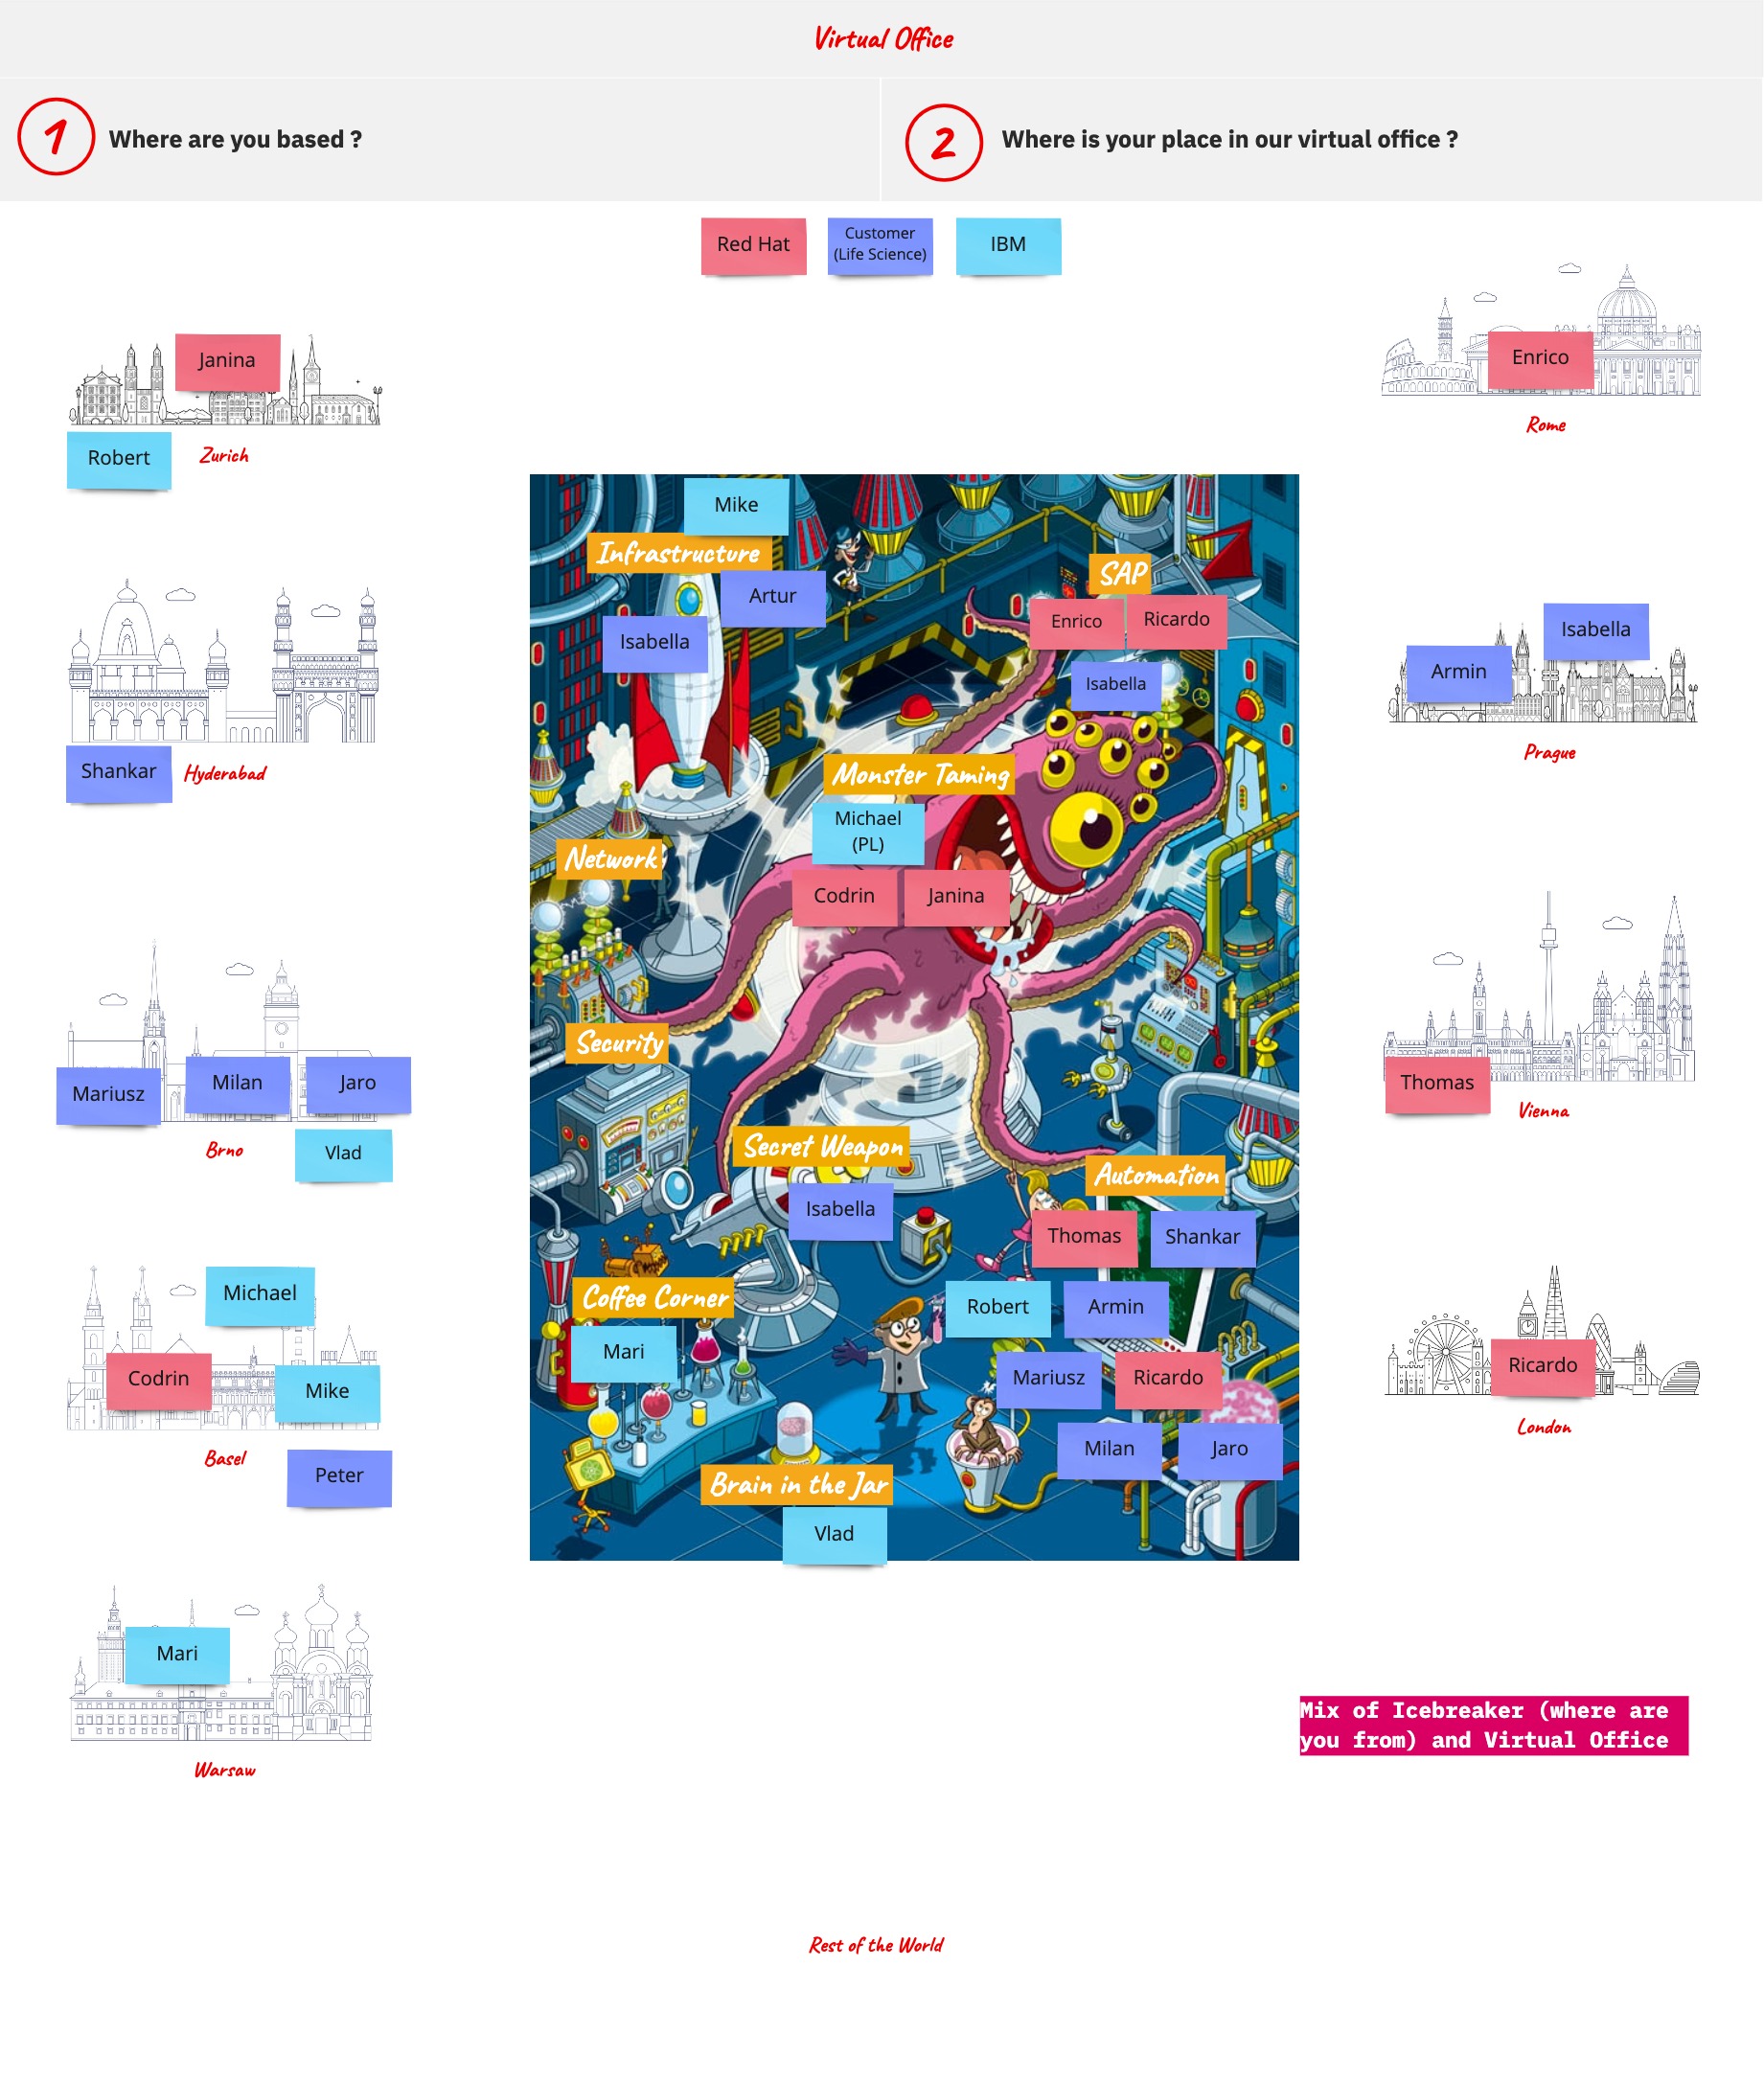 Virtual Office
1
Where are you based ?
2
Where is your place in our virtual office ?
Red Hat
Customer
(Life Science)
IBM
Janina
Robert
Zurich
Shankar
Hyderabad
Mariusz
Milan
Jaro
Brno
Vlad
Michael
Codrin
Mike
Basel
Peter
Mari
Warsaw
Mike
Infrastructure
Artur
Isabella
SAP
Enrico
Ricardo
Isabella
Monster Taming
Michael
(PL)
Codrin
Janina
Network
Security
Secret Weapon
Isabella
Automation
Thomas
Shankar
Robert
Armin
Mariusz
Ricardo
Milan
Jaro
Coffee Corner
Mari
Brain in the Jar
Vlad
Enrico
Rome
Isabella
Armin
Prague
Thomas
Vienna
Ricardo
London
Mix of Icebreaker (where are
you from) and Virtual Office
Rest of the World